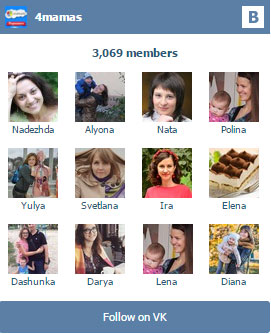 4mamas
B
3,069 members
Nadezhda Alyona Nata Polina
Yulya Svetlana Ira Elena
Dashunka Darya Lena Diana
Follow on VK